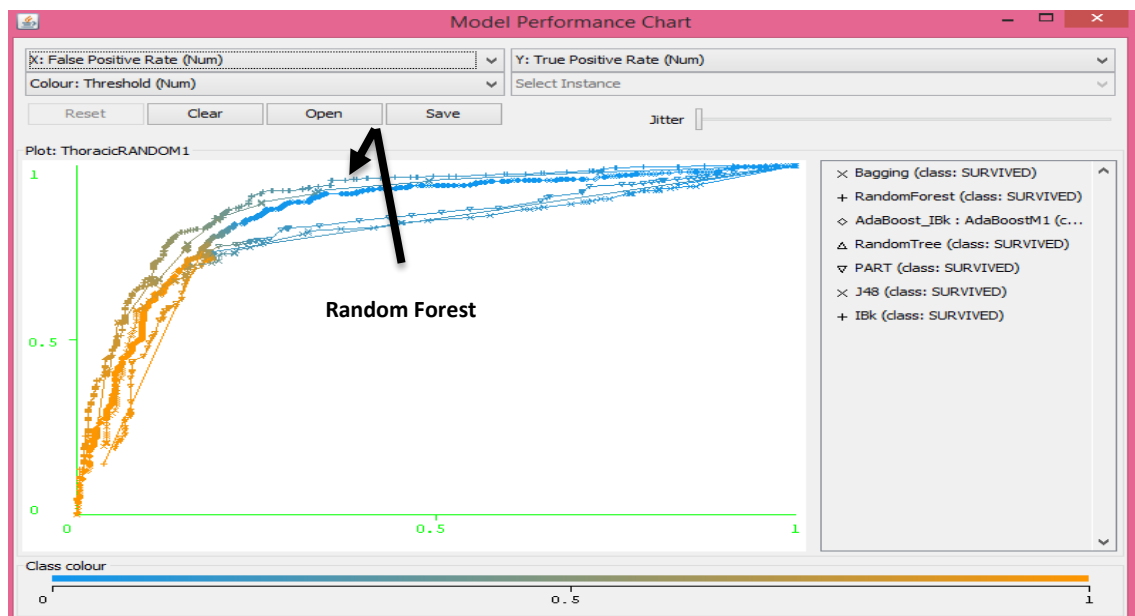 Model Performance Chart
X: False Positive Rate (Num)
Y: True Positive Rate (Num)
Colour: Threshold (Num)
Select Instance
Reset
Clear
Open
Save
Jitter
Plot: ThoracicRANDOM1
1
0.5
0
0
0.5
1
Random Forest
× Bagging (class: SURVIVED)
+ RandomForest (class: SURVIVED)
◇ AdaBoost_IBk : AdaBoostM1 (c...
△ RandomTree (class: SURVIVED)
▽ PART (class: SURVIVED)
× J48 (class: SURVIVED)
+ IBk (class: SURVIVED)
Class colour
0
0.5
1